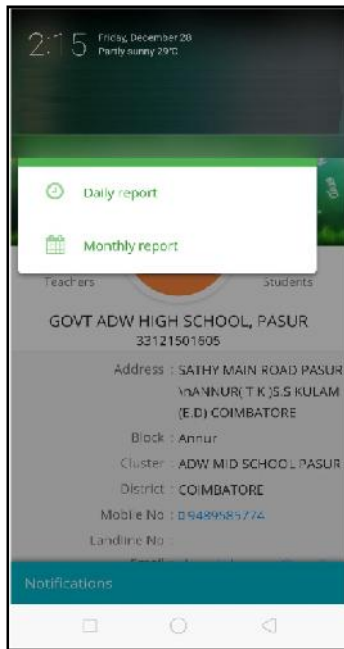 2:15
Friday, December 28
Partly sunny 29°C
Daily report
Monthly report
Teachers
Students
GOVT ADW HIGH SCHOOL, PASUR
33121501605
Address : SATHY MAIN ROAD PASUR
\nANNUR( T K )S.S KULAM
(E.D) COIMBATORE
Block : Annur
Cluster : ADW MID SCHOOL PASUR
District : COIMBATORE
Mobile No : 9489585774
Landline No :
Notifications